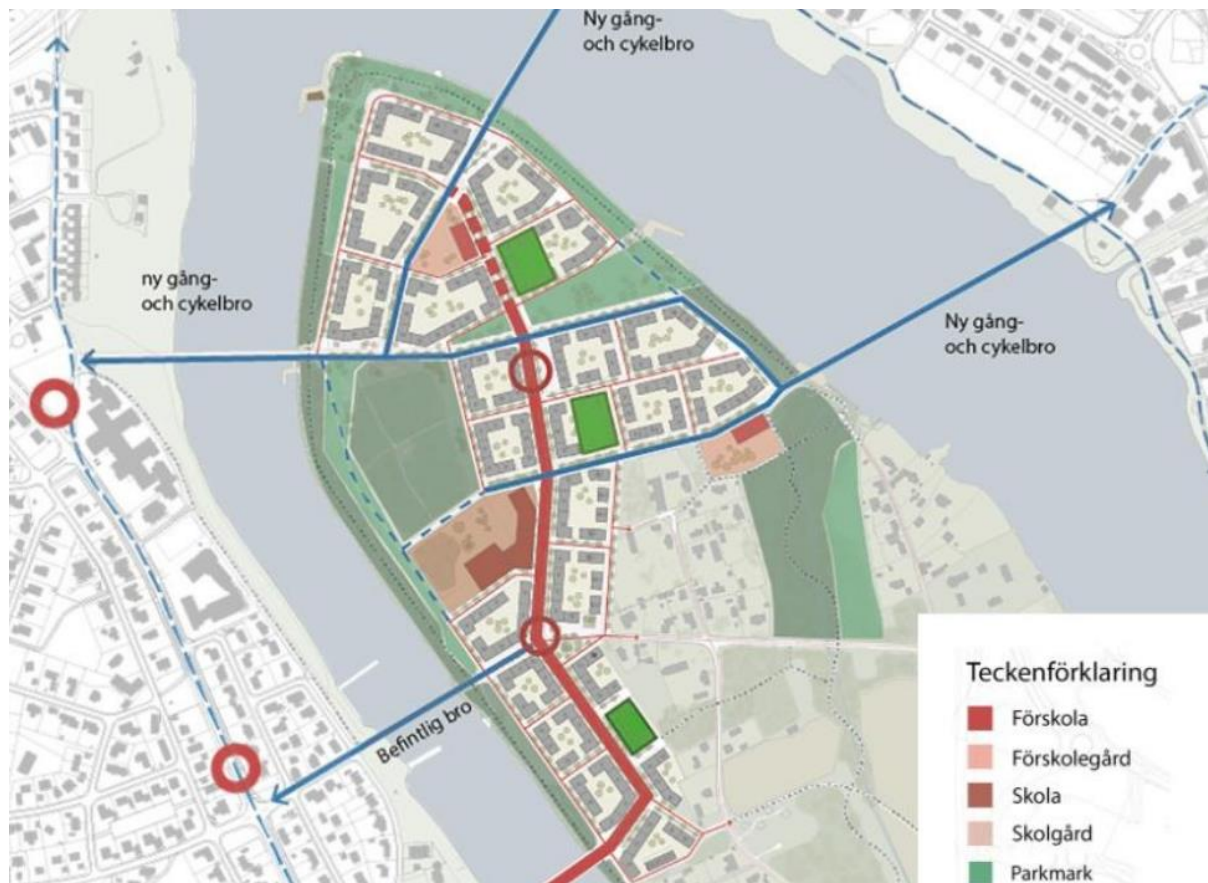 Ny gång-
och cykelbro
ny gång-
och cykelbro
Ny gång-
och cykelbro
Befintlig bro
Teckenförklaring
Förskola
Förskolegård
Skola
Skolgård
Parkmark